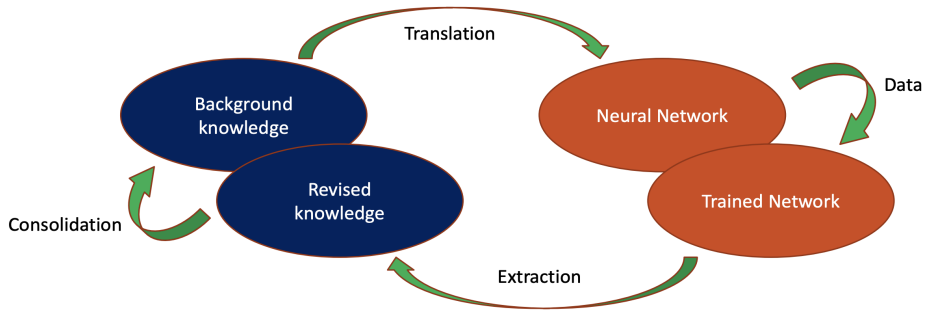 Translation
Background
knowledge
Neural Network
Data
Revised
knowledge
Trained Network
Consolidation
Extraction